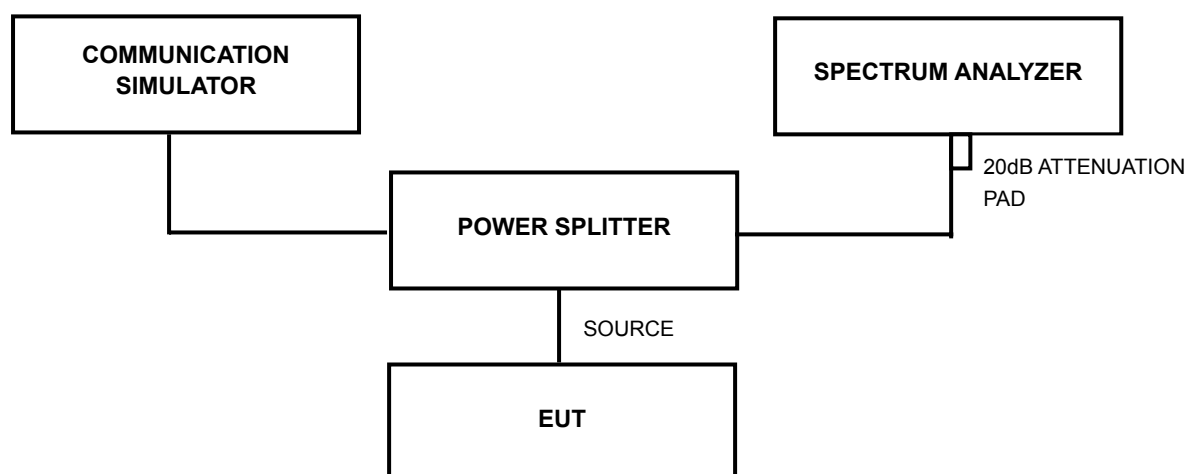 COMMUNICATION
SIMULATOR
SPECTRUM ANALYZER
20dB ATTENUATION
PAD
POWER SPLITTER
SOURCE
EUT